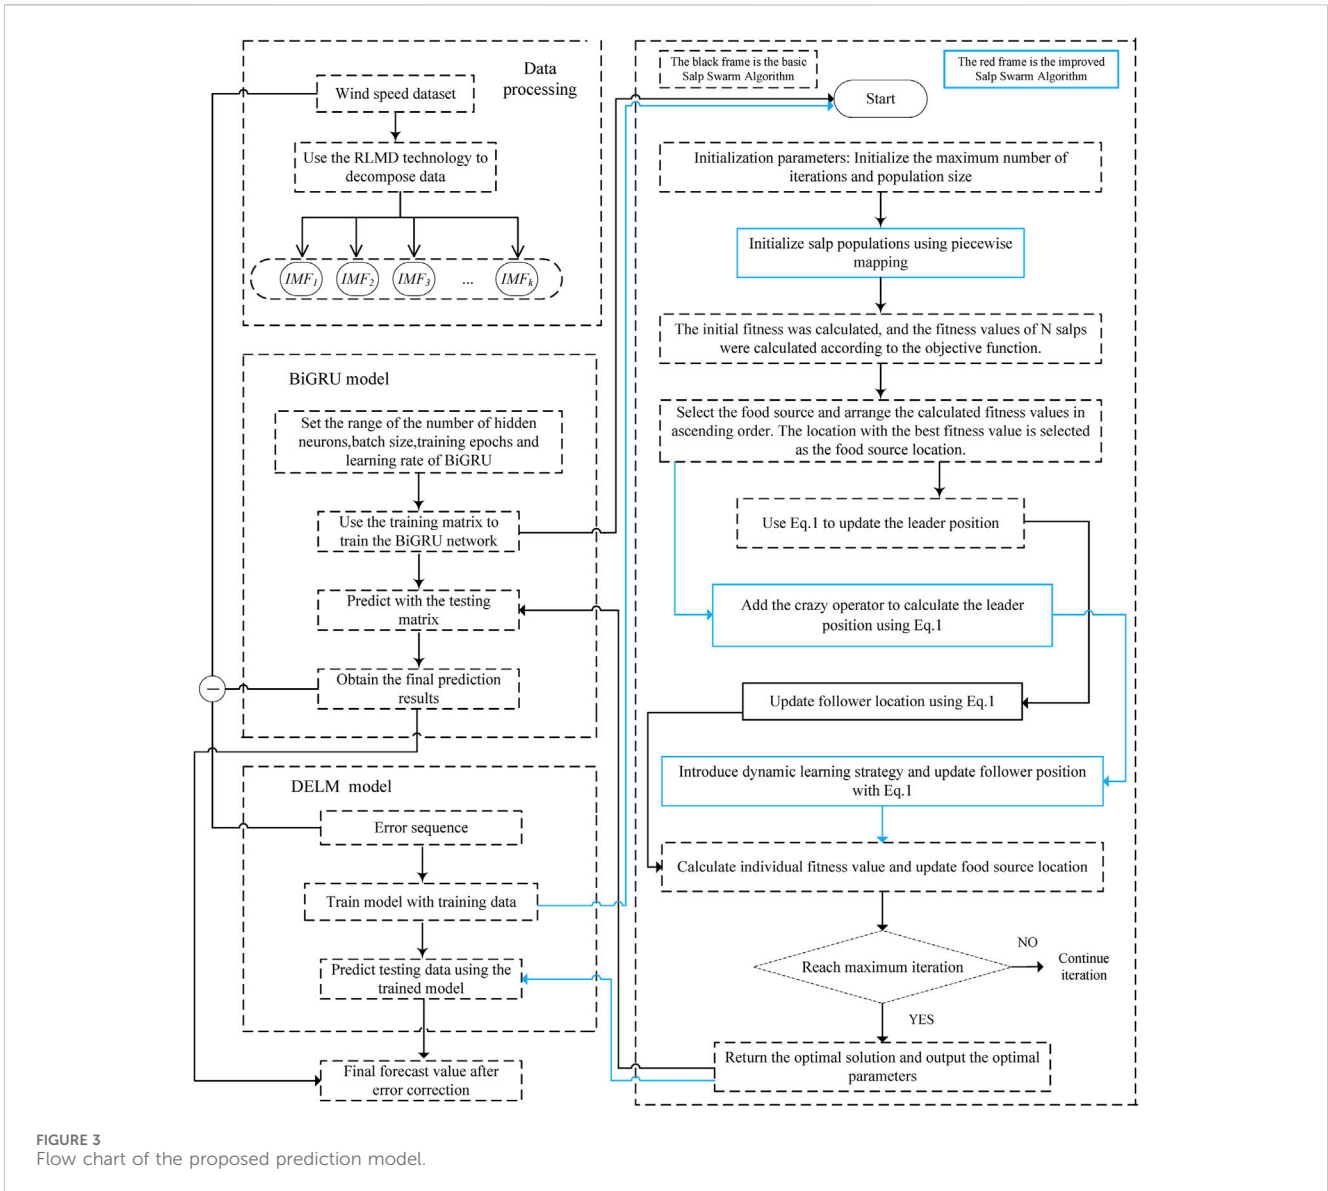 Data
processing
Wind speed dataset
Use the RLMD technology to
decompose data
IMF1
IMF2
IMF3
...
IMFk
BiGRU model
Set the range of the number of hidden
neurons,batch size,training epochs and
learning rate of BiGRU
Use the training matrix to
train the BiGRU network
Predict with the testing
matrix
Obtain the final prediction
results
DELM model
Error sequence
Train model with training data
Predict testing data using the
trained model
Final forecast value after
error correction
The black frame is the basic
Salp Swarm Algorithm
The red frame is the improved
Salp Swarm Algorithm
Start
Initialization parameters: Initialize the maximum number of
iterations and population size
Initialize salp populations using piecewise
mapping
The initial fitness was calculated, and the fitness values of N salps
were calculated according to the objective function.
Select the food source and arrange the calculated fitness values in
ascending order. The location with the best fitness value is selected
as the food source location.
Use Eq.1 to update the leader position
Add the crazy operator to calculate the leader
position using Eq.1
Update follower location using Eq.1
Introduce dynamic learning strategy and update follower position
with Eq.1
Calculate individual fitness value and update food source location
Reach maximum iteration
NO
Continue
iteration
YES
Return the optimal solution and output the optimal
parameters
FIGURE 3
Flow chart of the proposed prediction model.